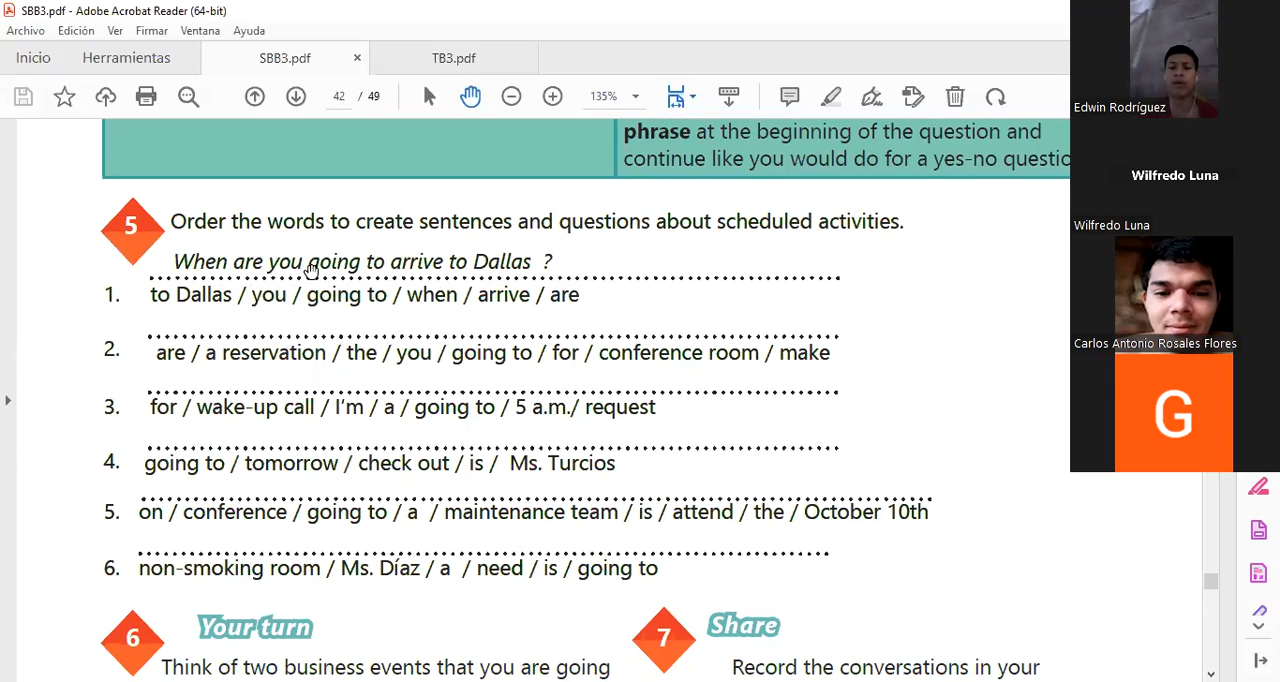 SBB3.pdf - Adobe Acrobat Reader (64-bit)
Archivo Edición Ver Firmar Ventana Ayuda
Inicio Herramientas SBB3.pdf × TB3.pdf
42 / 49 135%
phrase at the beginning of the question and
continue like you would do for a yes-no questio
5 Order the words to create sentences and questions about scheduled activities.
When are you going to arrive to Dallas ?
1. to Dallas / you / going to / when / arrive / are
2. are / a reservation / the / you / going to / for / conference room / make
3. for / wake-up call / I'm / a / going to / 5 a.m./ request
4. going to / tomorrow / check out / is / Ms. Turcios
5. on / conference / going to / a / maintenance team / is / attend / the / October 10th
6. non-smoking room / Ms. Díaz / a / need / is / going to
6 Your turn
Think of two business events that you are going
7 Share
Record the conversations in your
Edwin Rodríguez
Wilfredo Luna
Wilfredo Luna
Carlos Antonio Rosales Flores
G